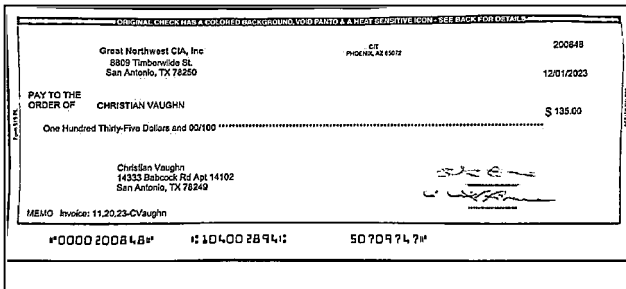 ORIGINAL CHECK HAS A COLORED BACKGROUND, VOID PANTO & A HEAT SENSITIVE ICON - SEE BACK FOR DETAILS
Great Northwest CIA, Inc
8809 Timberwilde St.
San Antonio, TX 78250
CIT
PHOENIX, AZ 85072
200848
12/01/2023
PAY TO THE
ORDER OF CHRISTIAN VAUGHN
$ 135.00
One Hundred Thirty-Five Dollars and 00/100 ****************
Christian Vaughn
14333 Babcock Rd Apt 14102
San Antonio, TX 78249
MEMO Invoice: 11.20.23-CVaughn
⑈0000200848⑈ ⑆104002894⑆ 50709747⑈